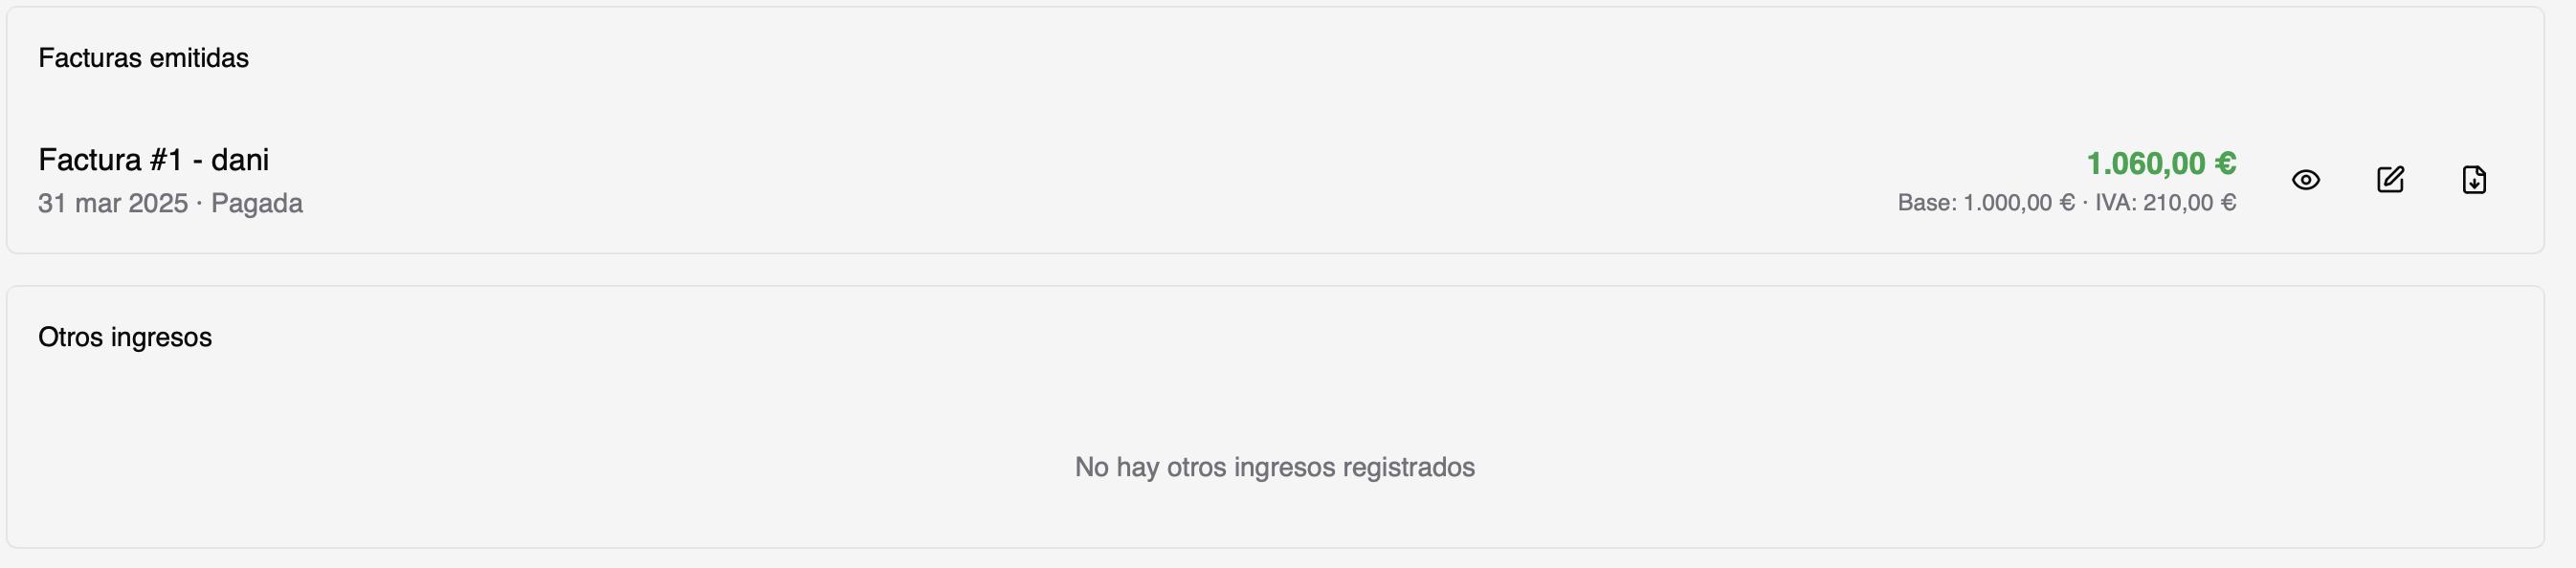 Facturas emitidas
Factura #1 - dani
31 mar 2025 · Pagada
1.060,00 €
Base: 1.000,00 € · IVA: 210,00 €
Otros ingresos
No hay otros ingresos registrados